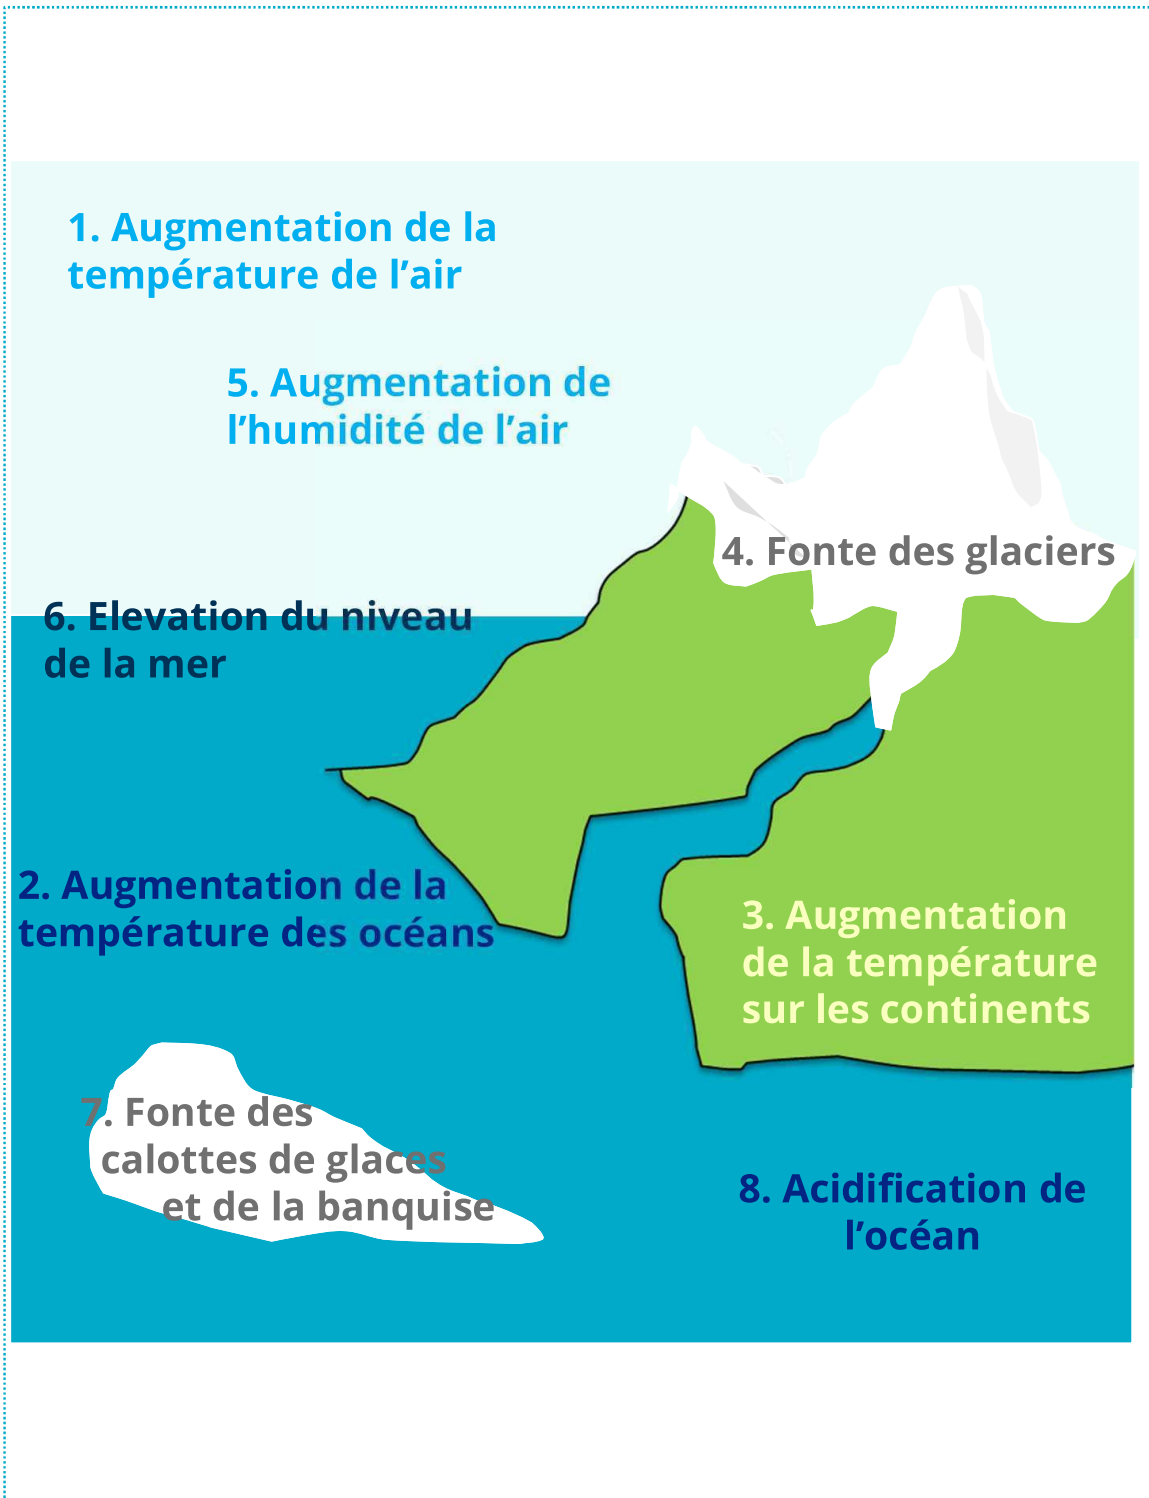 1. Augmentation de la
température de l’air
5. Augmentation de
l’humidité de l’air
4. Fonte des glaciers
6. Elevation du niveau
de la mer
2. Augmentation de la
température des océans
3. Augmentation
de la température
sur les continents
7. Fonte des
calottes de glaces
et de la banquise
8. Acidification de
l’océan